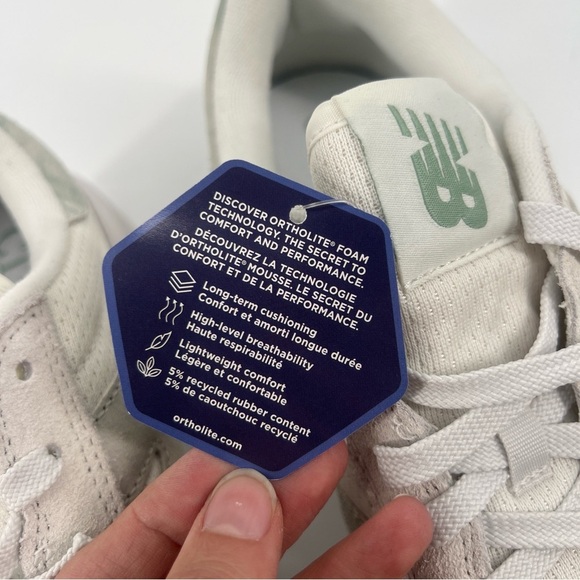 DISCOVER ORTHOLITE® FOAM
TECHNOLOGY. THE SECRET TO
COMFORT AND PERFORMANCE.
DÉCOUVREZ LA TECHNOLOGIE
D'ORTHOLITE® MOUSSE. LE SECRET DU
CONFORT ET DE LA PERFORMANCE.
Long-term cushioning
Confort et amorti longue durée
High-level breathability
Haute respirabilité
Lightweight comfort
Légère et confortable
5% recycled rubber content
5% de caoutchouc recyclé
ortholite.com
NB